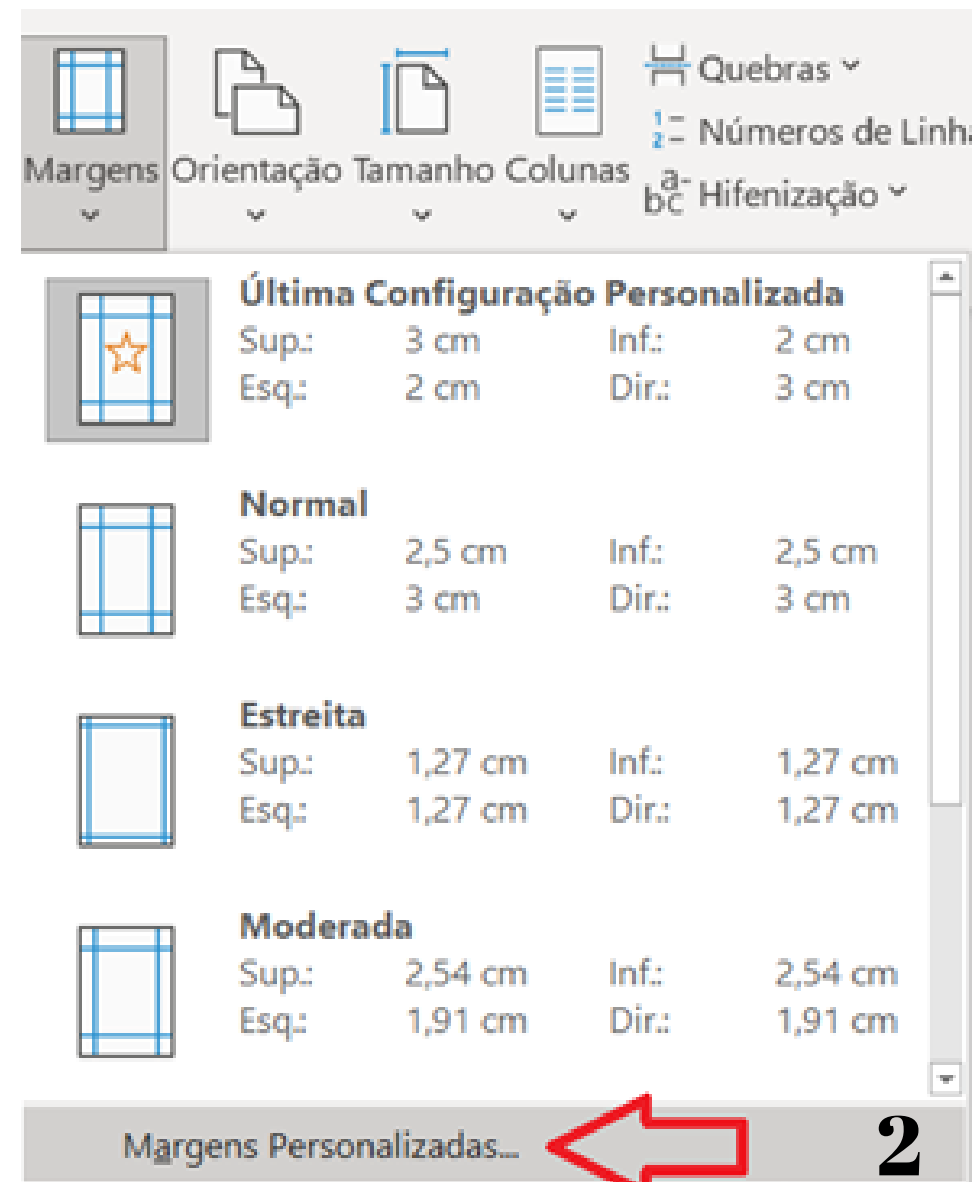 Quebras
1 2 Números de Linha
Margens Orientação Tamanho Colunas
a- bc Hifenização
Última Configuração Personalizada
Sup.: 3 cm Inf.: 2 cm
Esq.: 2 cm Dir.: 3 cm
Normal
Sup.: 2,5 cm Inf.: 2,5 cm
Esq.: 3 cm Dir.: 3 cm
Estreita
Sup.: 1,27 cm Inf.: 1,27 cm
Esq.: 1,27 cm Dir.: 1,27 cm
Moderada
Sup.: 2,54 cm Inf.: 2,54 cm
Esq.: 1,91 cm Dir.: 1,91 cm
Margens Personalizadas... 2